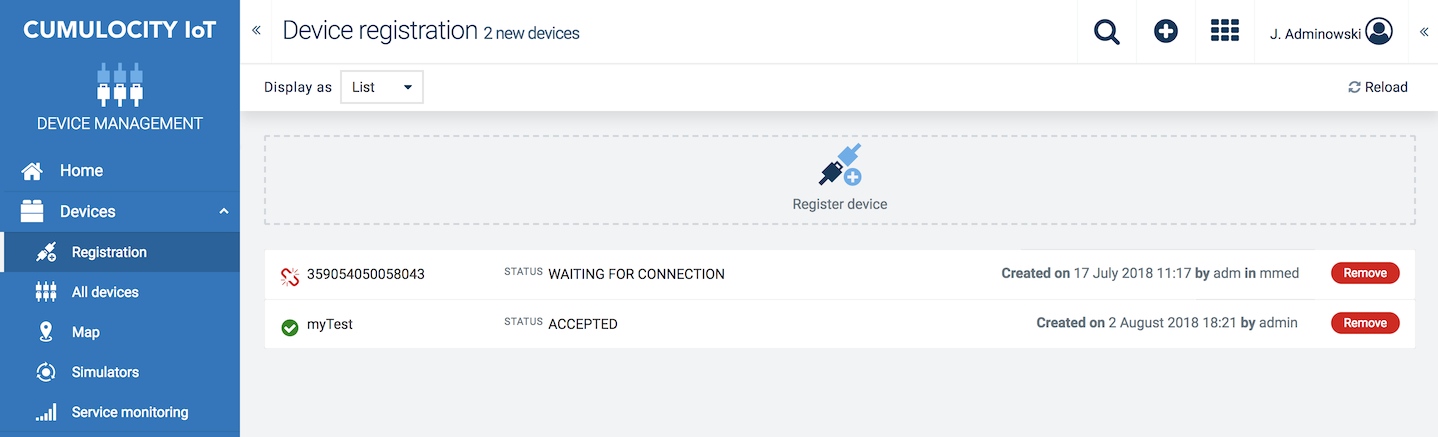 CUMULOCITY IoT
DEVICE MANAGEMENT
Home
Devices
Registration
All devices
Map
Simulators
Service monitoring
Device registration 2 new devices
J. Adminowski
Display as List
Reload
Register device
359054050058043 STATUS WAITING FOR CONNECTION Created on 17 July 2018 11:17 by adm in mmed Remove
myTest STATUS ACCEPTED Created on 2 August 2018 18:21 by admin Remove